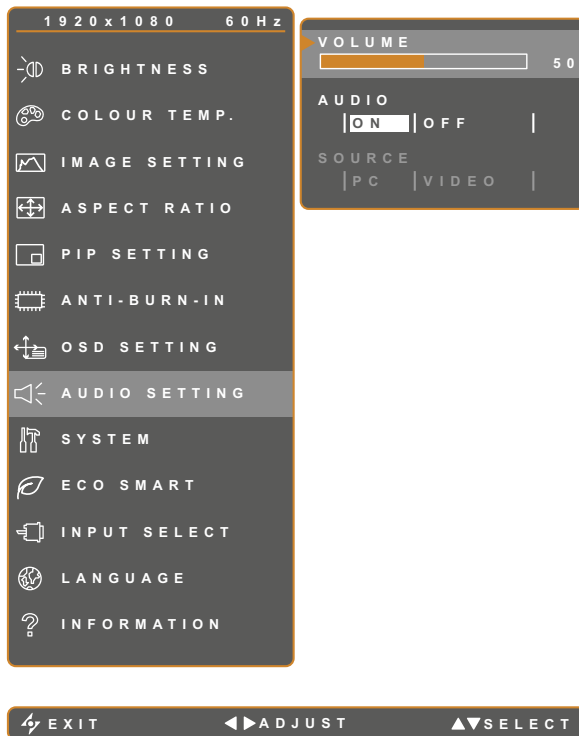 1920x1080 60Hz
BRIGHTNESS
COLOUR TEMP.
IMAGE SETTING
ASPECT RATIO
PIP SETTING
ANTI-BURN-IN
OSD SETTING
AUDIO SETTING
SYSTEM
ECO SMART
INPUT SELECT
LANGUAGE
INFORMATION
VOLUME
50
AUDIO
ON OFF
SOURCE
PC VIDEO
EXIT ADJUST SELECT